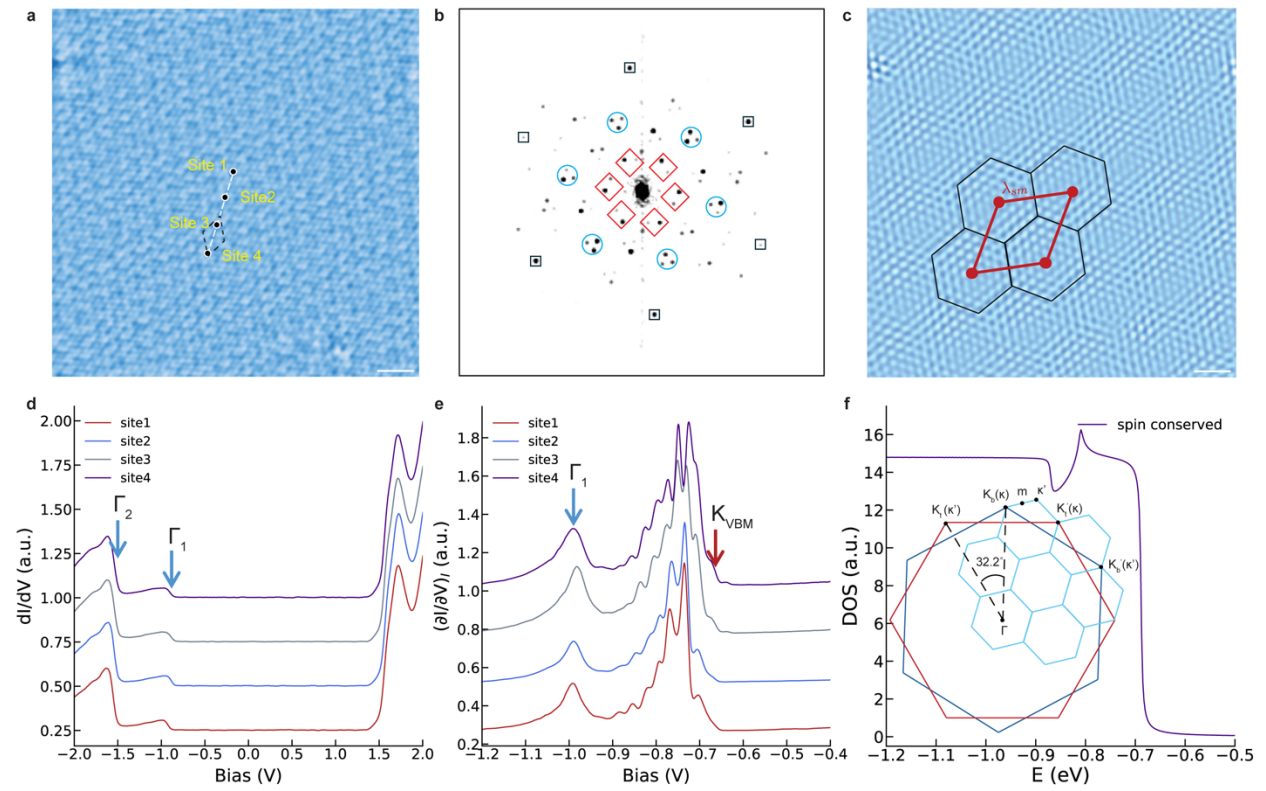 a
b
c
Site 1
Site2
Site 3
Site 4
λsm
d
e
f
site1
site2
site3
site4
Γ2
Γ1
2.00
1.75
1.50
1.25
1.00
0.75
0.50
0.25
dI/dV (a.u.)
−2.0 −1.5 −1.0 −0.5 0.0 0.5 1.0 1.5 2.0
Bias (V)
site1
site2
site3
site4
Γ1
KVBM
1.8
1.6
1.4
1.2
1.0
0.8
0.6
0.4
0.2
(∂I/∂V)I (a.u.)
−1.2 −1.1 −1.0 −0.9 −0.8 −0.7 −0.6 −0.5 −0.4
Bias (V)
spin conserved
16
14
12
10
8
6
4
2
0
DOS (a.u.)
Kb(κ) m κ'
Kt(κ') Kt(κ)
Kb(κ')
32.2°
Γ
−1.2 −1.1 −1.0 −0.9 −0.8 −0.7 −0.6 −0.5
E (eV)